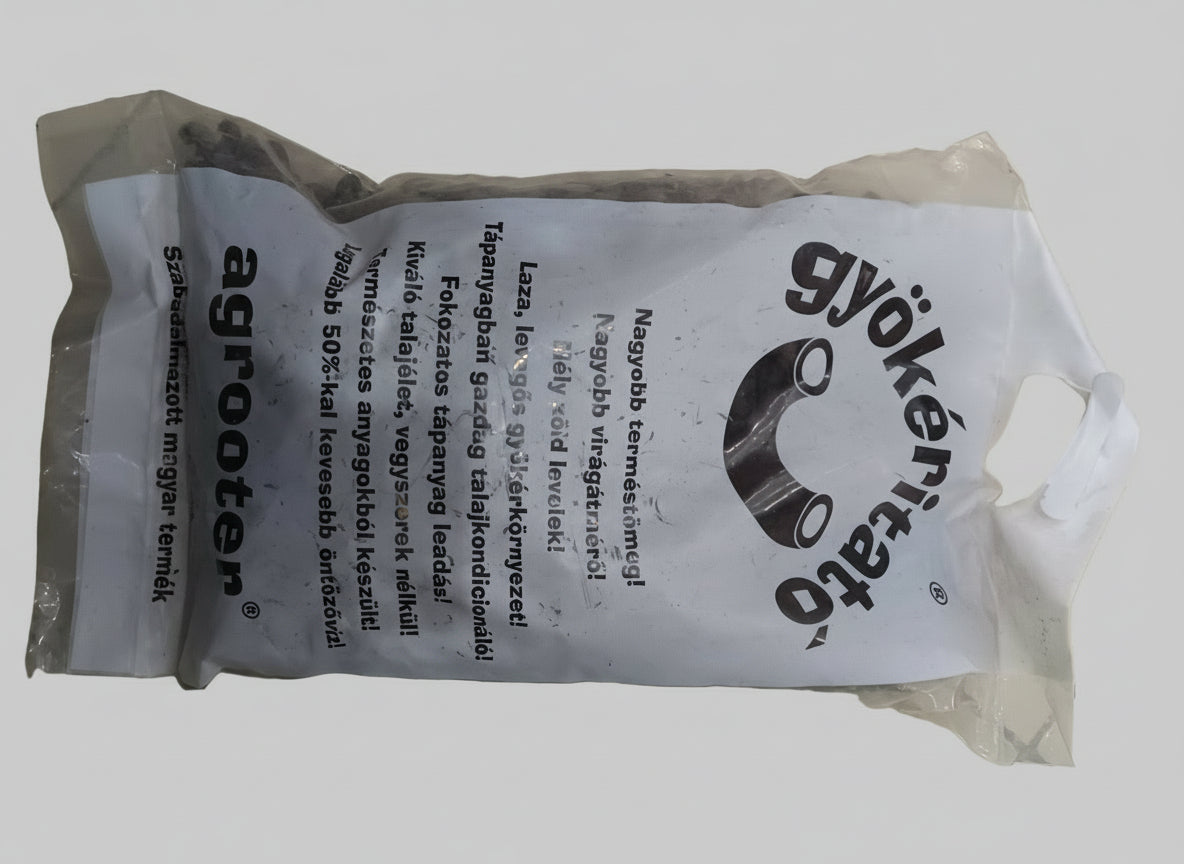 gyökéritató®
Nagyobb terméstömeg!
Nagyobb virágátmérő!
Mély zöld levelek!
Laza, levegős gyökérkörnyezet!
Tápanyagban gazdag talajkondicionáló!
Fokozatos tápanyag leadás!
Kiváló talajélet, vegyszerek nélkül!
Természetes anyagokból készült!
Legalább 50%-kal kevesebb öntözővíz!
agrooter®
Szabadalmazott magyar termék